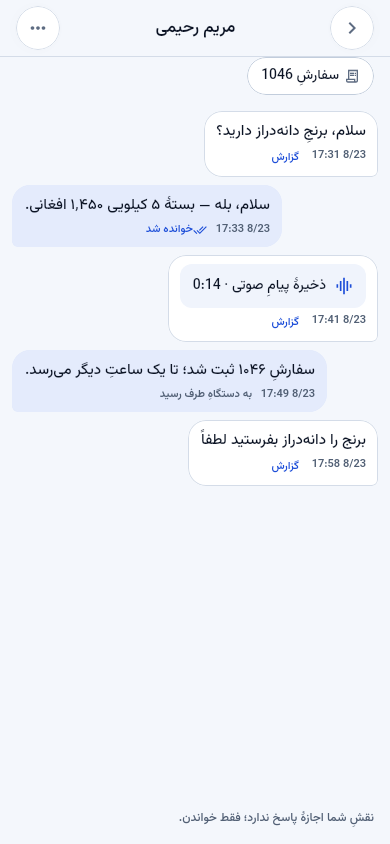 مریم رحیمی
سفارشِ 1046
سلام، برنجِ دانه‌دراز دارید؟
17:31 8/23 گزارش
سلام، بله — بستهٔ ۵ کیلویی ۱,۴۵۰ افغانی.
17:33 8/23 خوانده شد
ذخیرهٔ پیامِ صوتی · 0:14
17:41 8/23 گزارش
سفارشِ ۱۰۴۶ ثبت شد؛ تا یک ساعتِ دیگر می‌رسد.
17:49 8/23 به دستگاهِ طرف رسید
17:58 8/23 گزارش
برنج را دانه‌دراز بفرستید لطفاً
نقشِ شما اجازهٔ پاسخ ندارد؛ فقط خواندن.